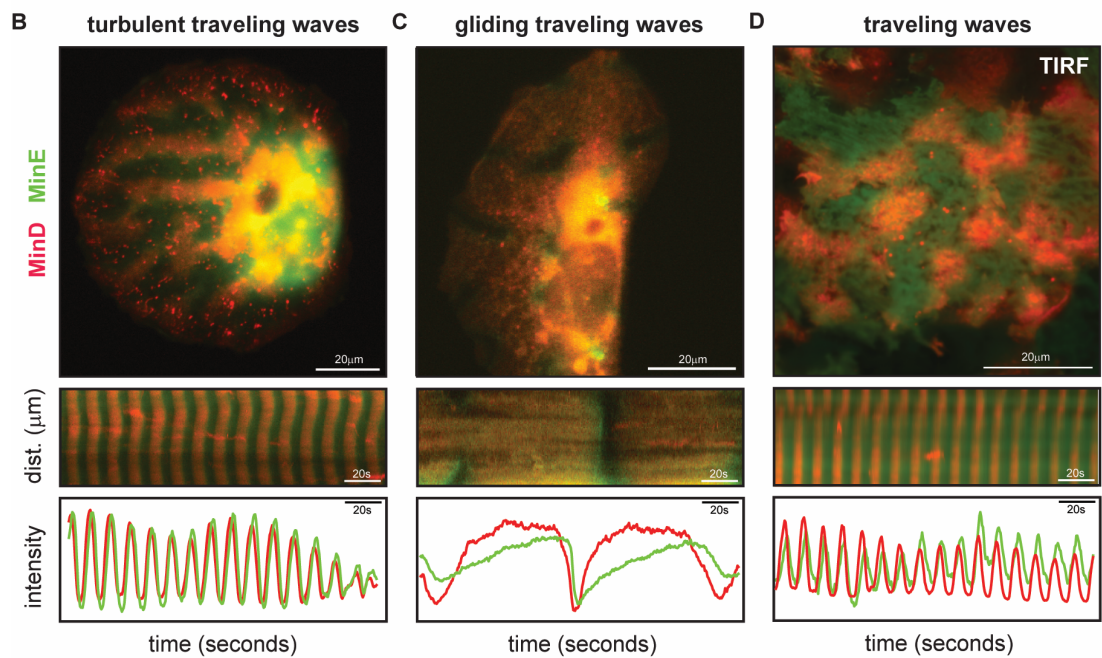 B turbulent traveling waves
C gliding traveling waves
D traveling waves
MinD MinE
20μm
20μm
TIRF
20μm
dist. (μm)
20s
20s
20s
intensity
20s
20s
20s
time (seconds)
time (seconds)
time (seconds)